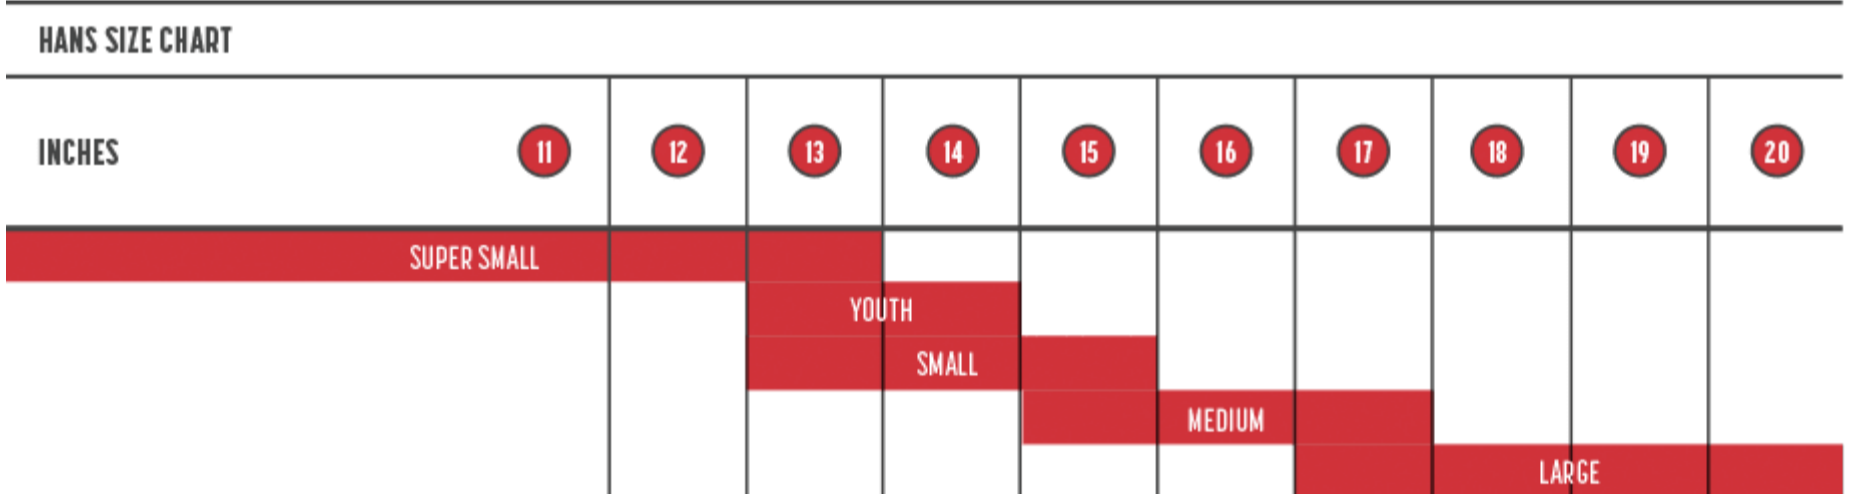 HANS SIZE CHART
INCHES 11 12 13 14 15 16 17 18 19 20
SUPER SMALL
YOUTH
SMALL
MEDIUM
LARGE